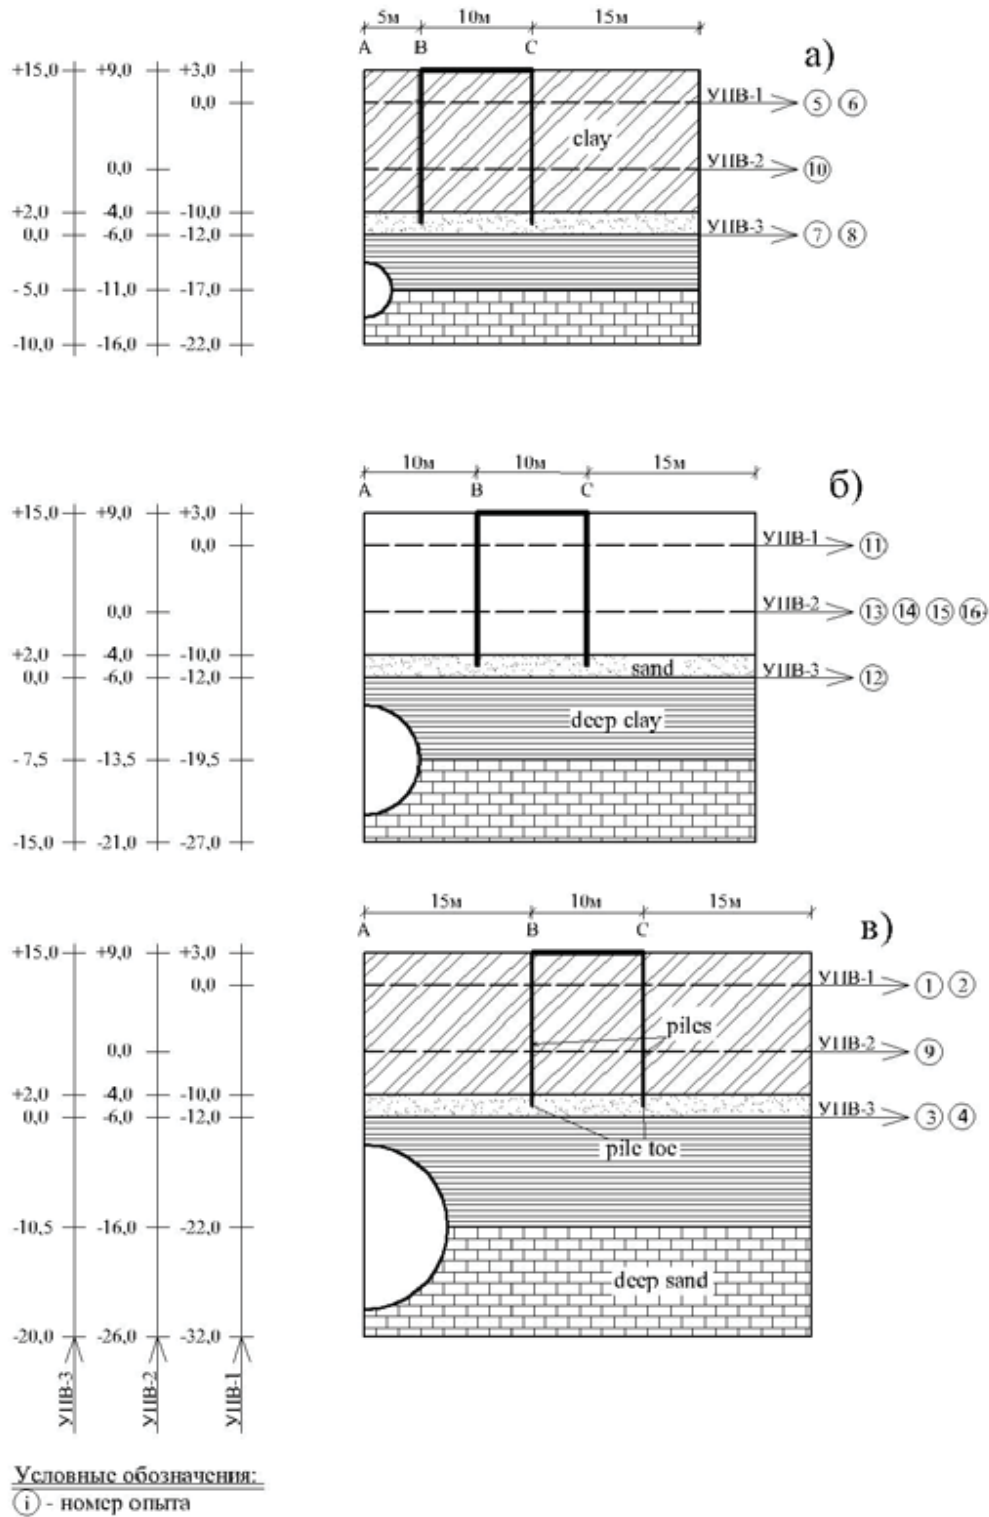 5м 10м 15м
A B C
а)
+15,0 +9,0 +3,0
0,0
0,0
+2,0 -4,0 -10,0
0,0 -6,0 -12,0
-5,0 -11,0 -17,0
-10,0 -16,0 -22,0
clay
УПВ-1 5 6
УПВ-2 10
УПВ-3 7 8
10м 10м 15м
A B C
б)
+15,0 +9,0 +3,0
0,0
0,0
+2,0 -4,0 -10,0
0,0 -6,0 -12,0
-7,5 -13,5 -19,5
-15,0 -21,0 -27,0
УПВ-1 11
УПВ-2 13 14 15 16
sand
УПВ-3 12
deep clay
15м 10м 15м
A B C
в)
+15,0 +9,0 +3,0
0,0
0,0
+2,0 -4,0 -10,0
0,0 -6,0 -12,0
-10,5 -16,0 -22,0
-20,0 -26,0 -32,0
УПВ-1 1 2
piles
УПВ-2 9
УПВ-3 3 4
pile toe
deep sand
УПВ-3 УПВ-2 УПВ-1
Условные обозначения:
i - номер опыта